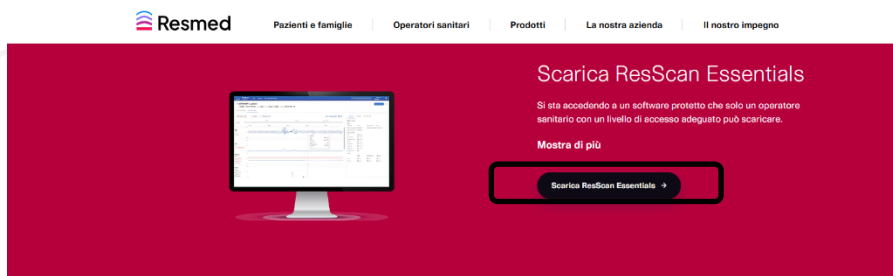 Resmed
Pazienti e famiglie
Operatori sanitari
Prodotti
La nostra azienda
Il nostro impegno
Scarica ResScan Essentials
Si sta accedendo a un software protetto che solo un operatore
sanitario con un livello di accesso adeguato può scaricare.
Mostra di più
Scarica ResScan Essentials →